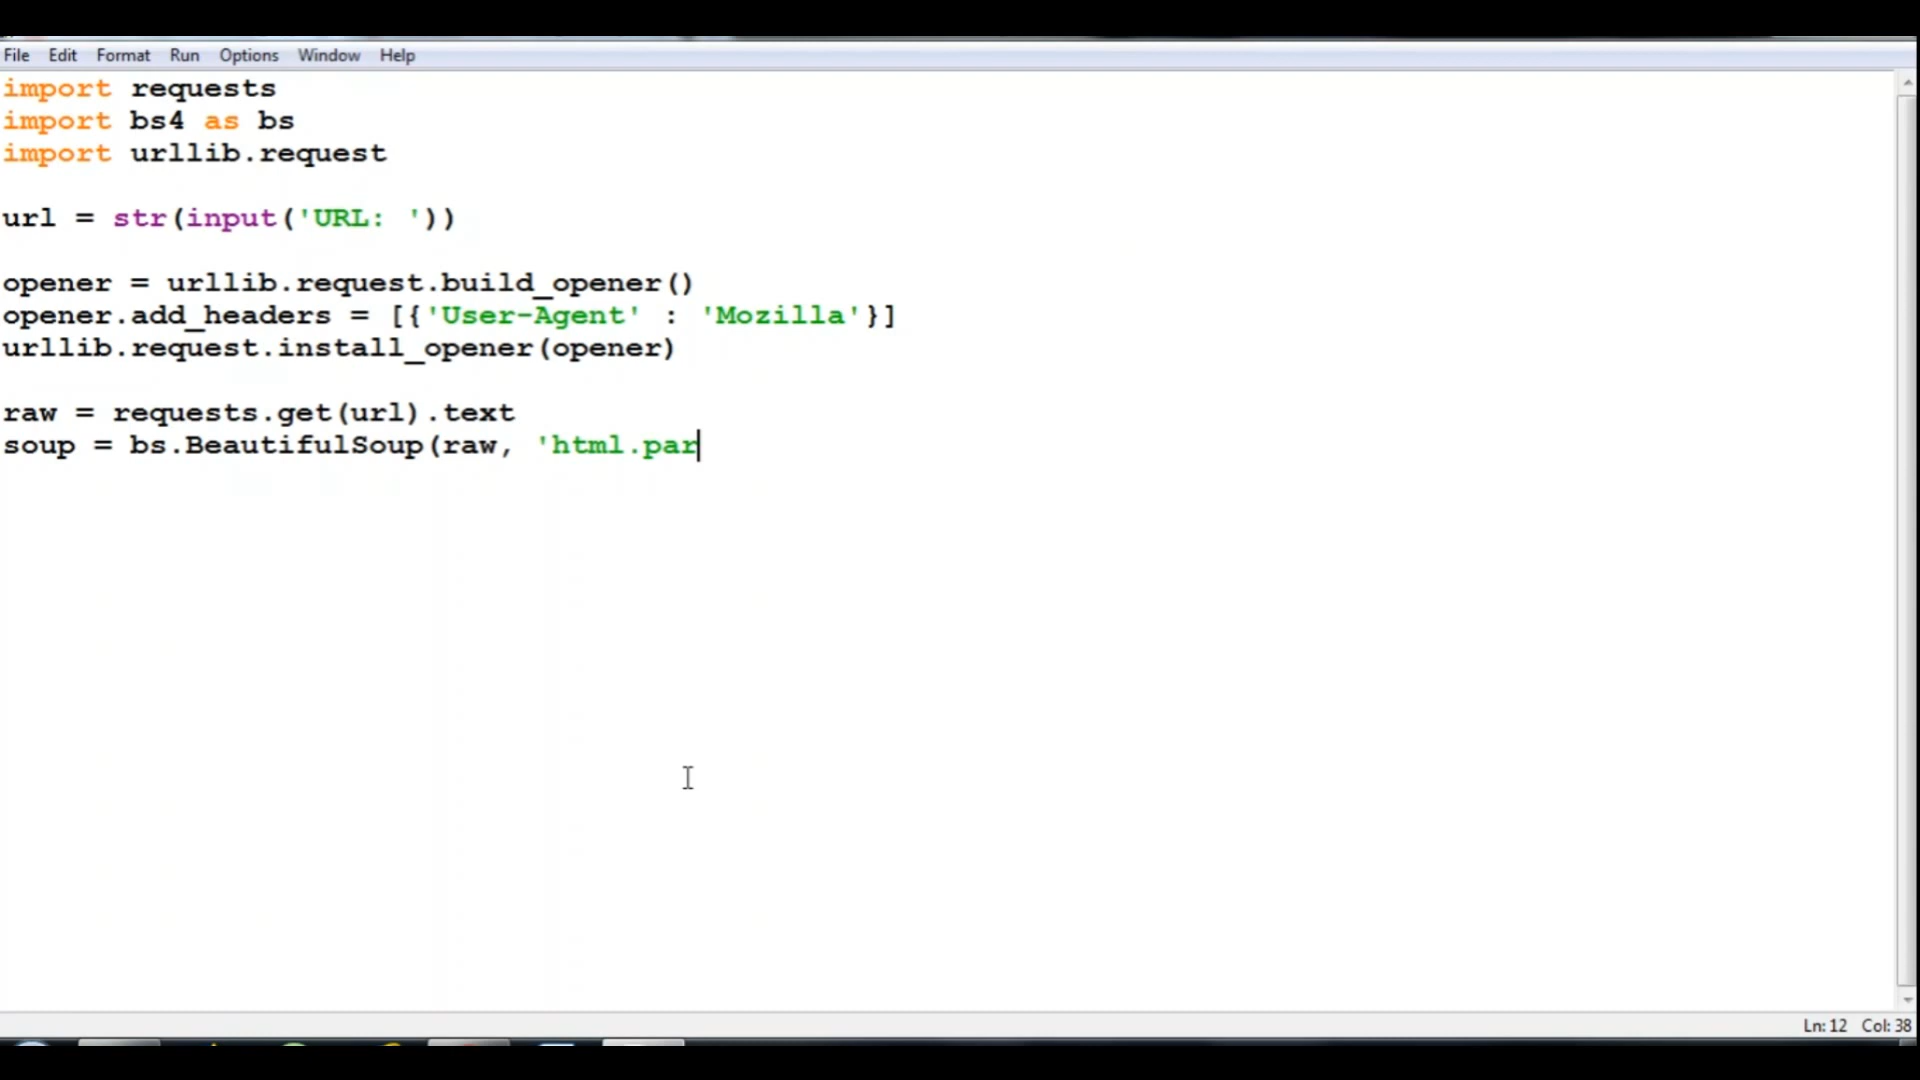 File Edit Format Run Options Window Help
import requests
import bs4 as bs
import urllib.request
url = str(input('URL: '))
opener = urllib.request.build_opener()
opener.add_headers = [{'User-Agent' : 'Mozilla'}]
urllib.request.install_opener(opener)
raw = requests.get(url).text
soup = bs.BeautifulSoup(raw, 'html.par
Ln: 12 Col: 38